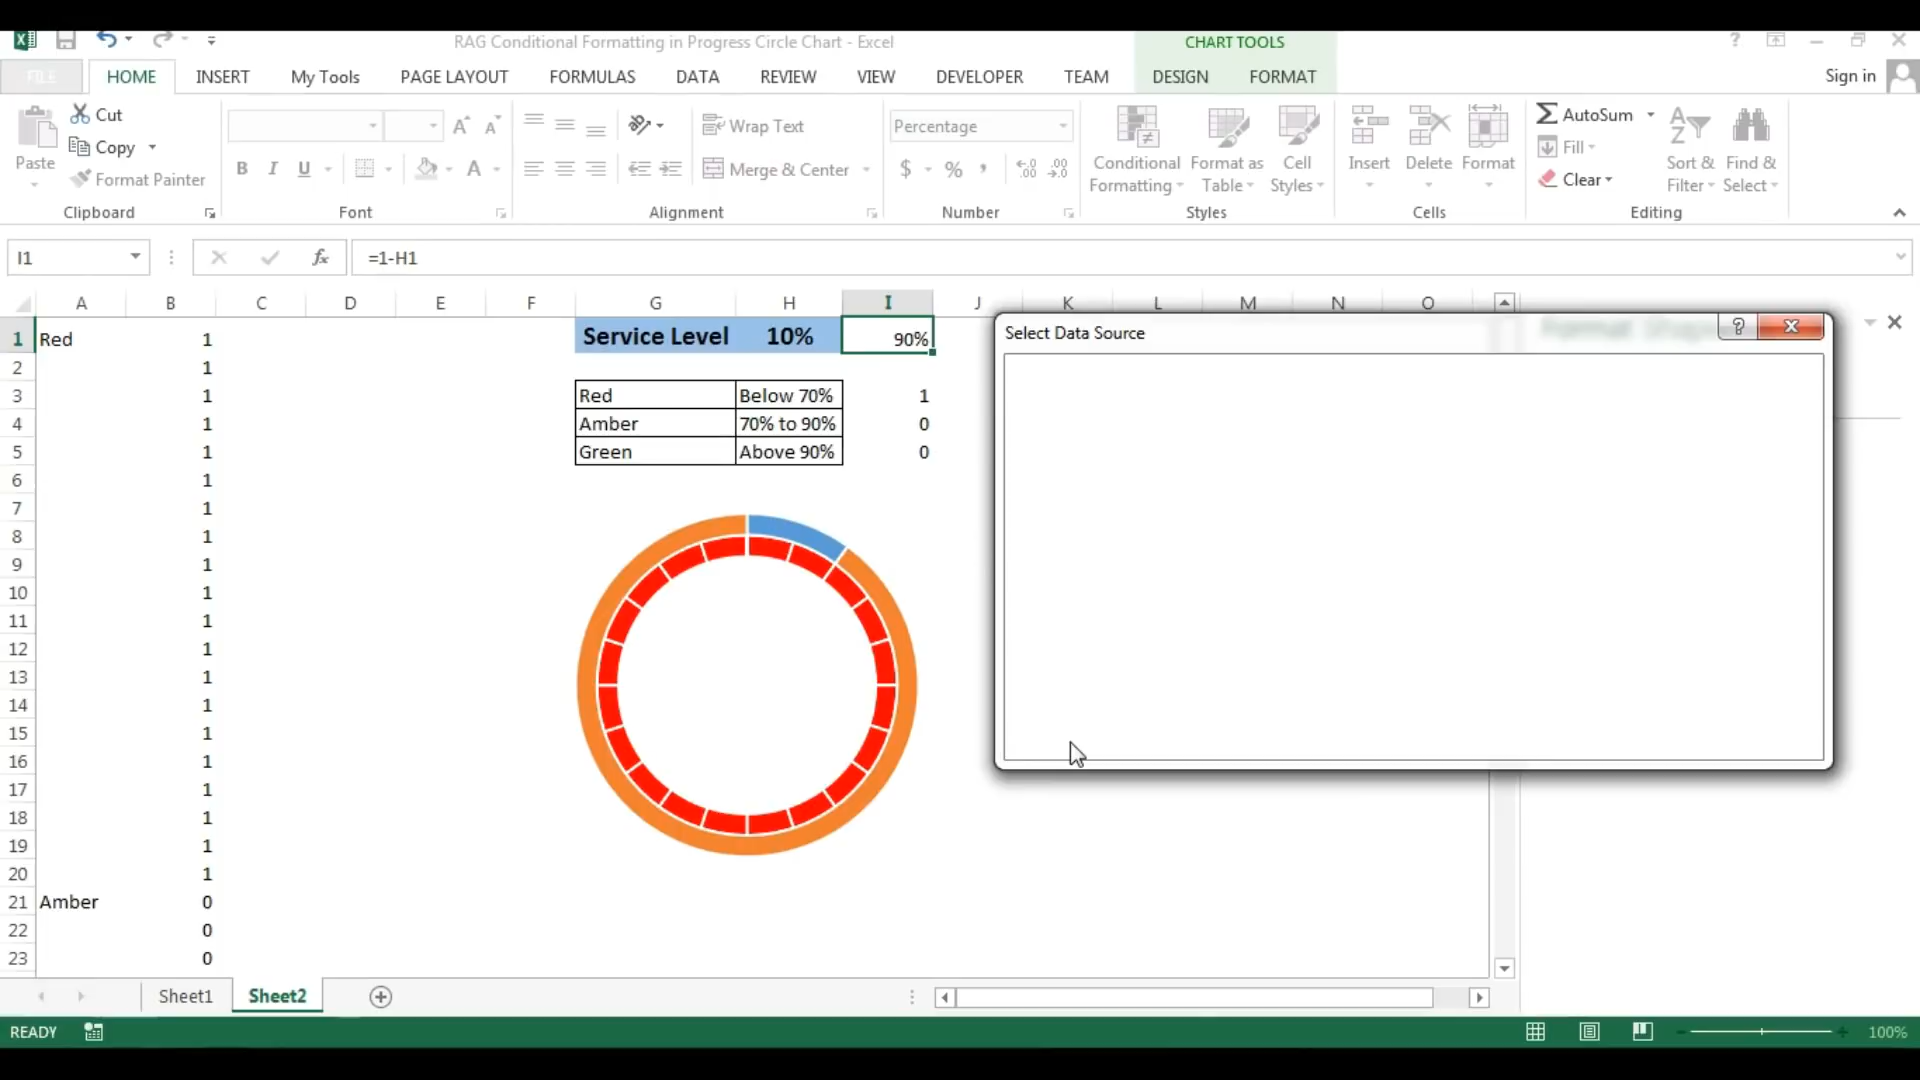 RAG Conditional Formatting in Progress Circle Chart - Excel
CHART TOOLS
?
FILE
HOME
INSERT
My Tools
PAGE LAYOUT
FORMULAS
DATA
REVIEW
VIEW
DEVELOPER
TEAM
DESIGN
FORMAT
Sign in
Paste
Cut
Copy
Format Painter
Clipboard
B I U
A
Font
Wrap Text
Merge & Center
Alignment
Percentage
$ % ,
Number
Conditional Formatting
Format as Table
Cell Styles
Styles
Insert
Delete
Format
Cells
AutoSum
Fill
Clear
Sort & Filter
Find & Select
Editing
I1
fx
=1-H1
A B C D E F G H I J K L M N O
1 Red 1 Service Level 10% 90%
2 1
3 1 Red Below 70% 1
4 1 Amber 70% to 90% 0
5 1 Green Above 90% 0
6 1
7 1
8 1
9 1
10 1
11 1
12 1
13 1
14 1
15 1
16 1
17 1
18 1
19 1
20 1
21 Amber 0
22 0
23 0
Select Data Source
?
Format Shape
Sheet1
Sheet2
READY
100%